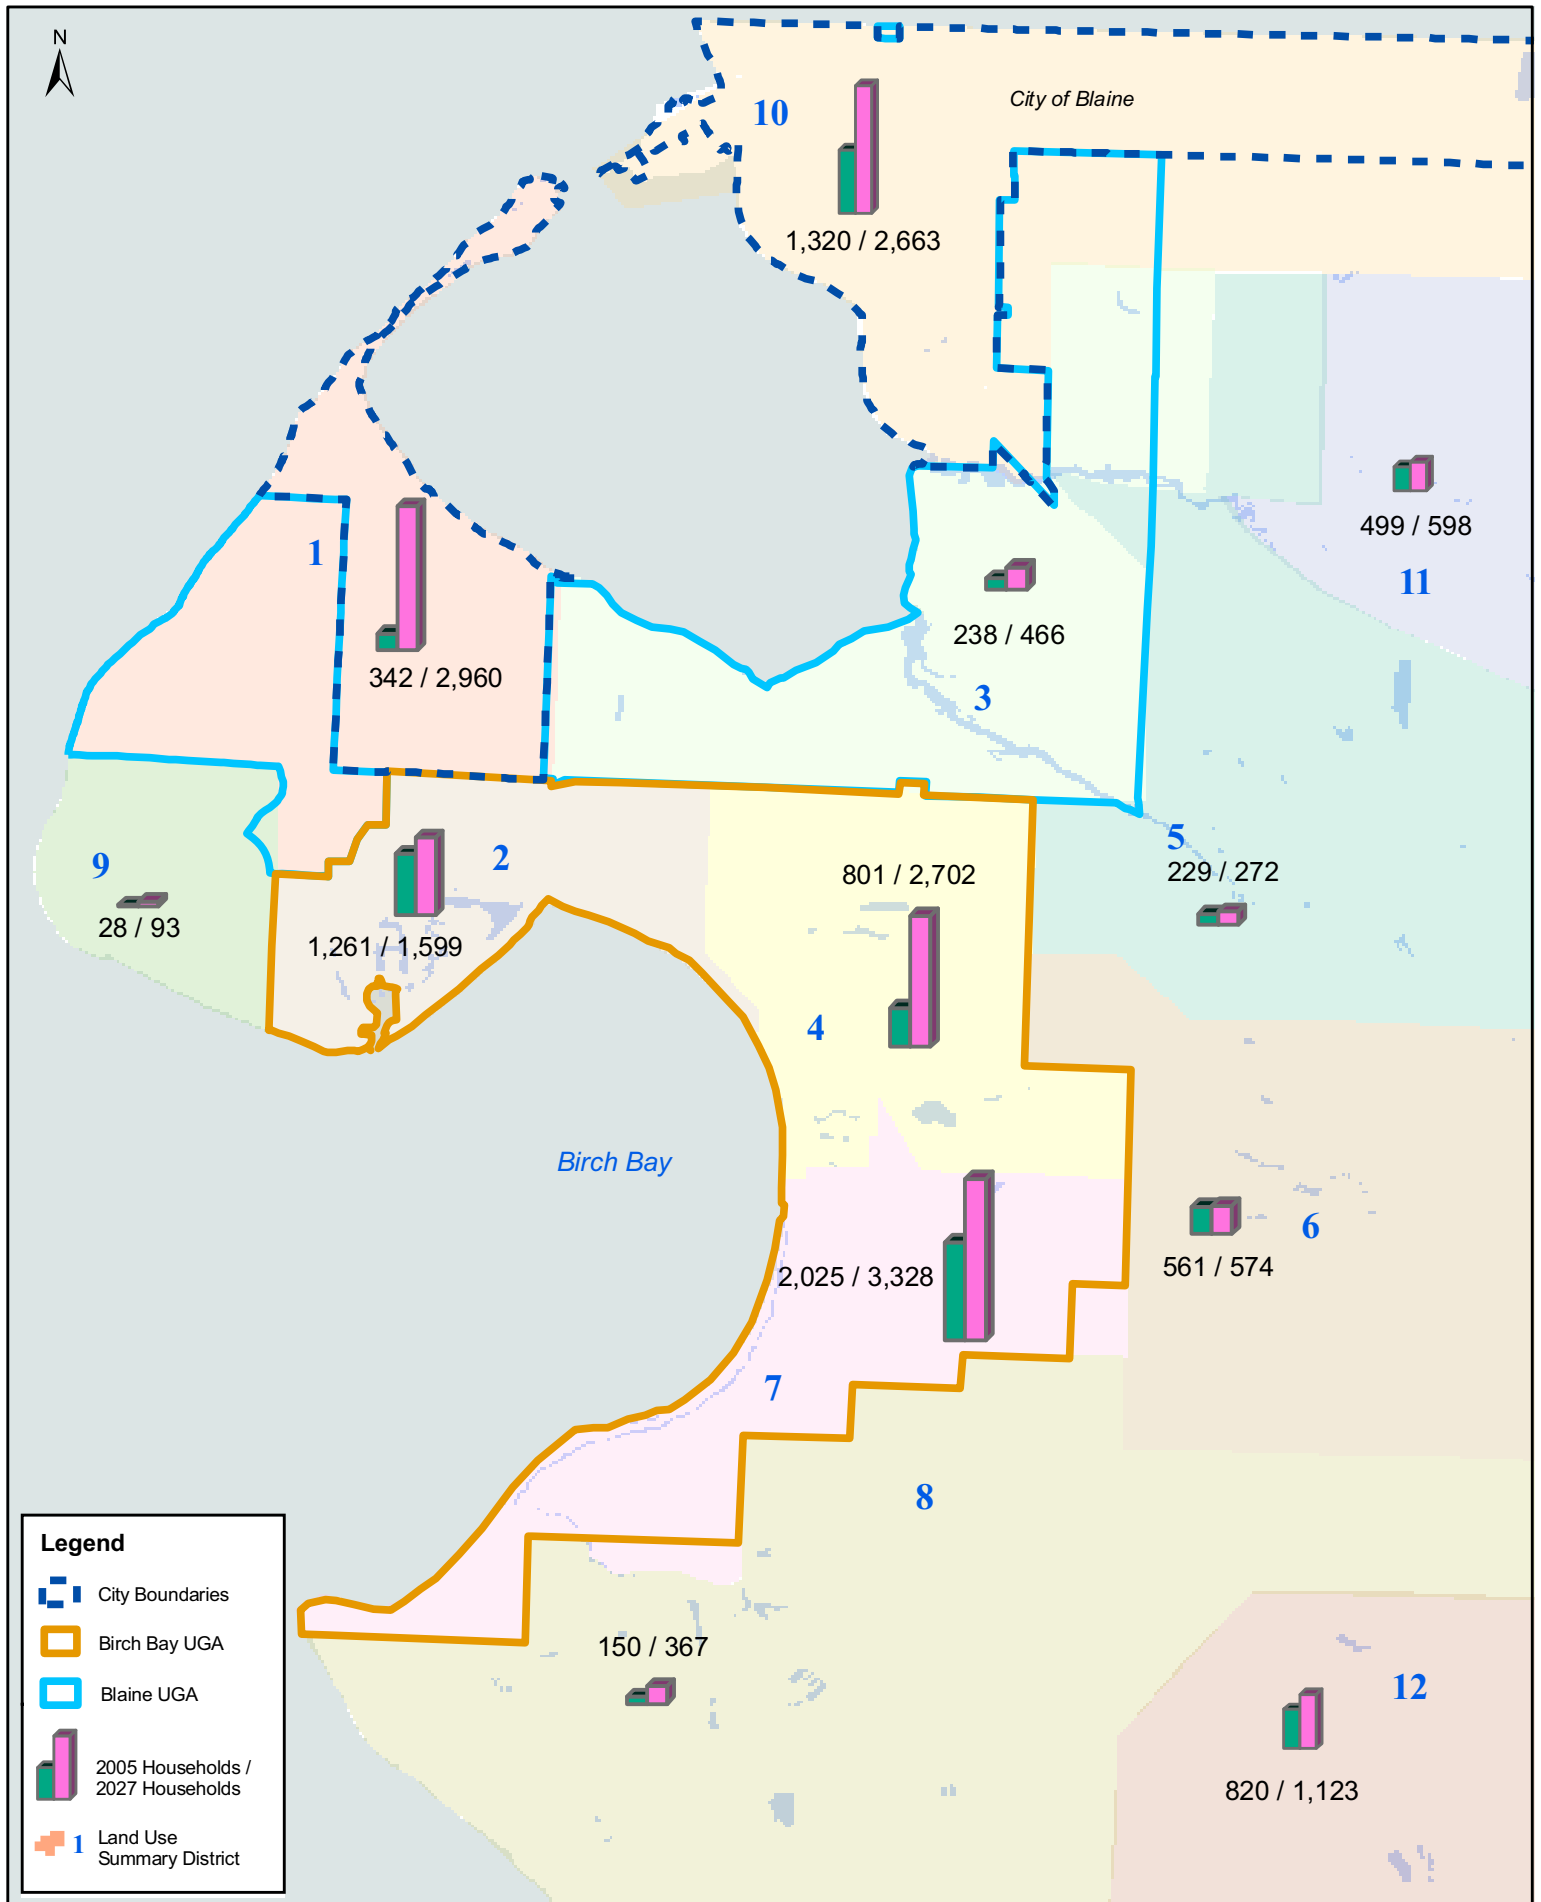 N
10
City of Blaine
1,320 / 2,663
499 / 598
11
1
342 / 2,960
238 / 466
3
9
28 / 93
2
1,261 / 1,599
801 / 2,702
4
5
229 / 272
Birch Bay
2,025 / 3,328
7
561 / 574
6
8
150 / 367
12
820 / 1,123
Legend
City Boundaries
Birch Bay UGA
Blaine UGA
2005 Households /
2027 Households
1
Land Use
Summary District